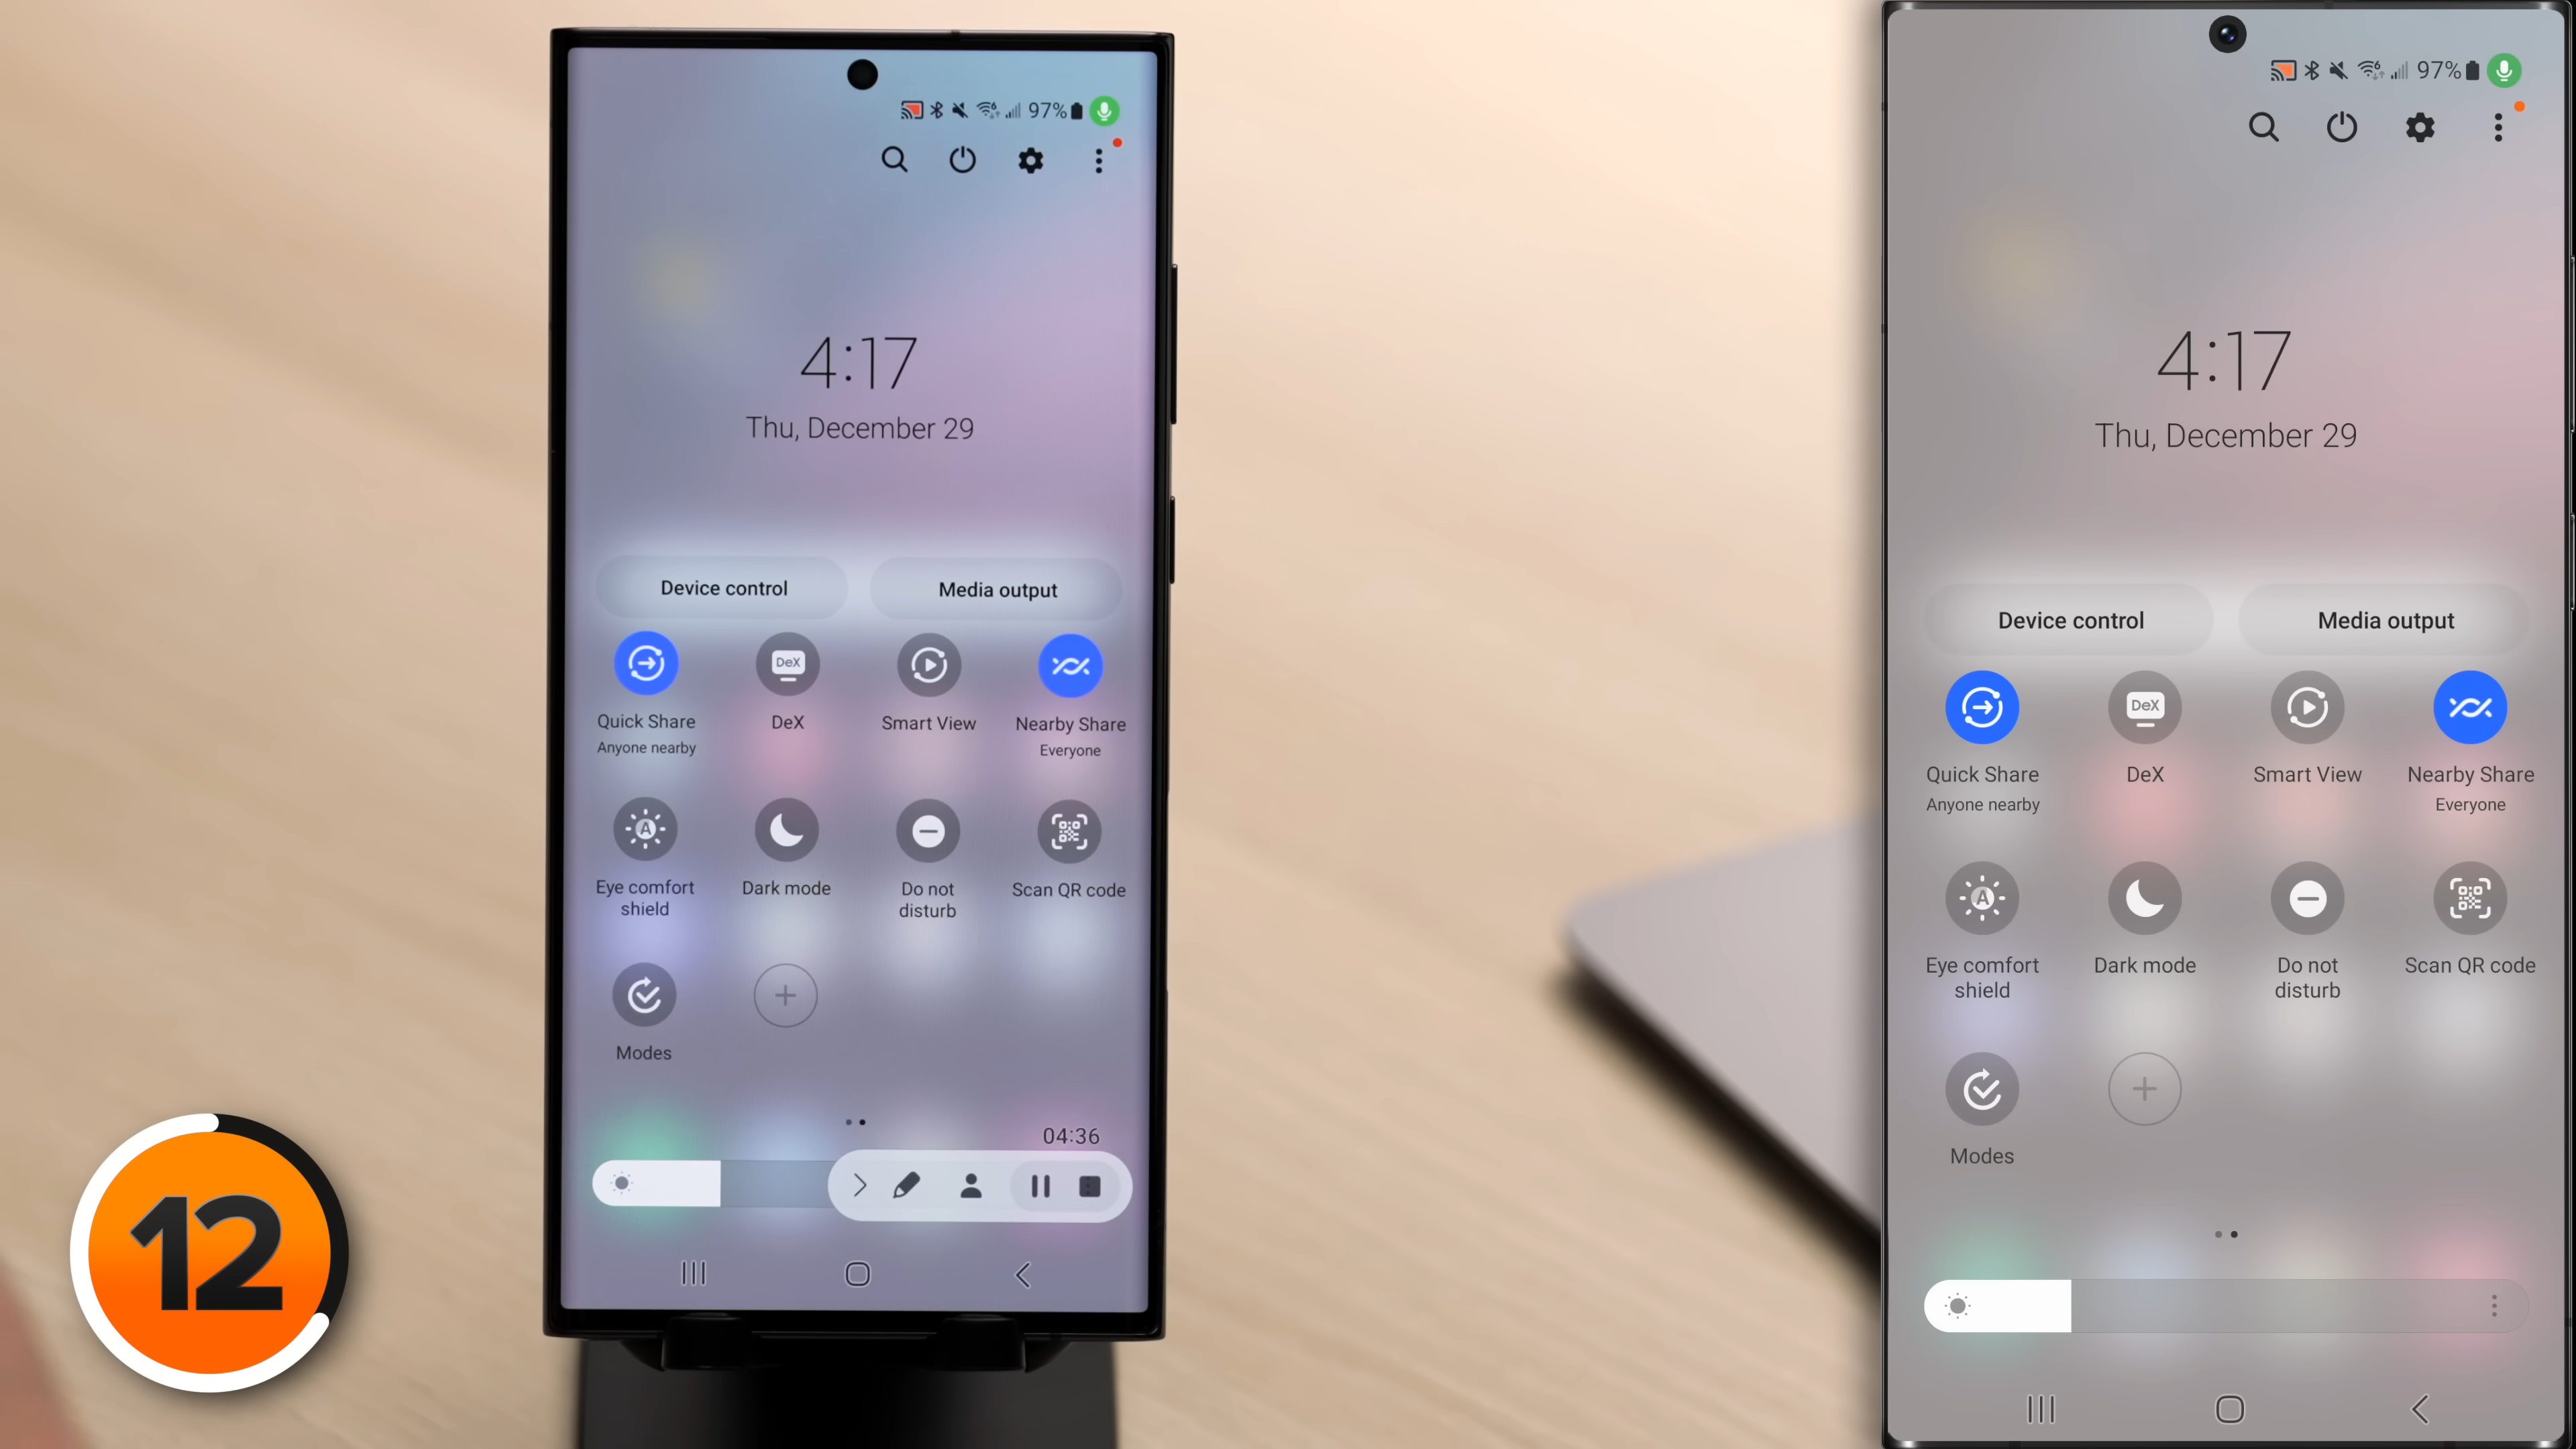 97%
4:17
Thu, December 29
Device control Media output
DeX
Quick Share DeX Smart View Nearby Share
Anyone nearby Everyone
A
Eye comfort shield Dark mode Do not disturb Scan QR code
Modes
04:36
12
97%
4:17
Thu, December 29
Device control Media output
DeX
Quick Share DeX Smart View Nearby Share
Anyone nearby Everyone
A
Eye comfort shield Dark mode Do not disturb Scan QR code
Modes